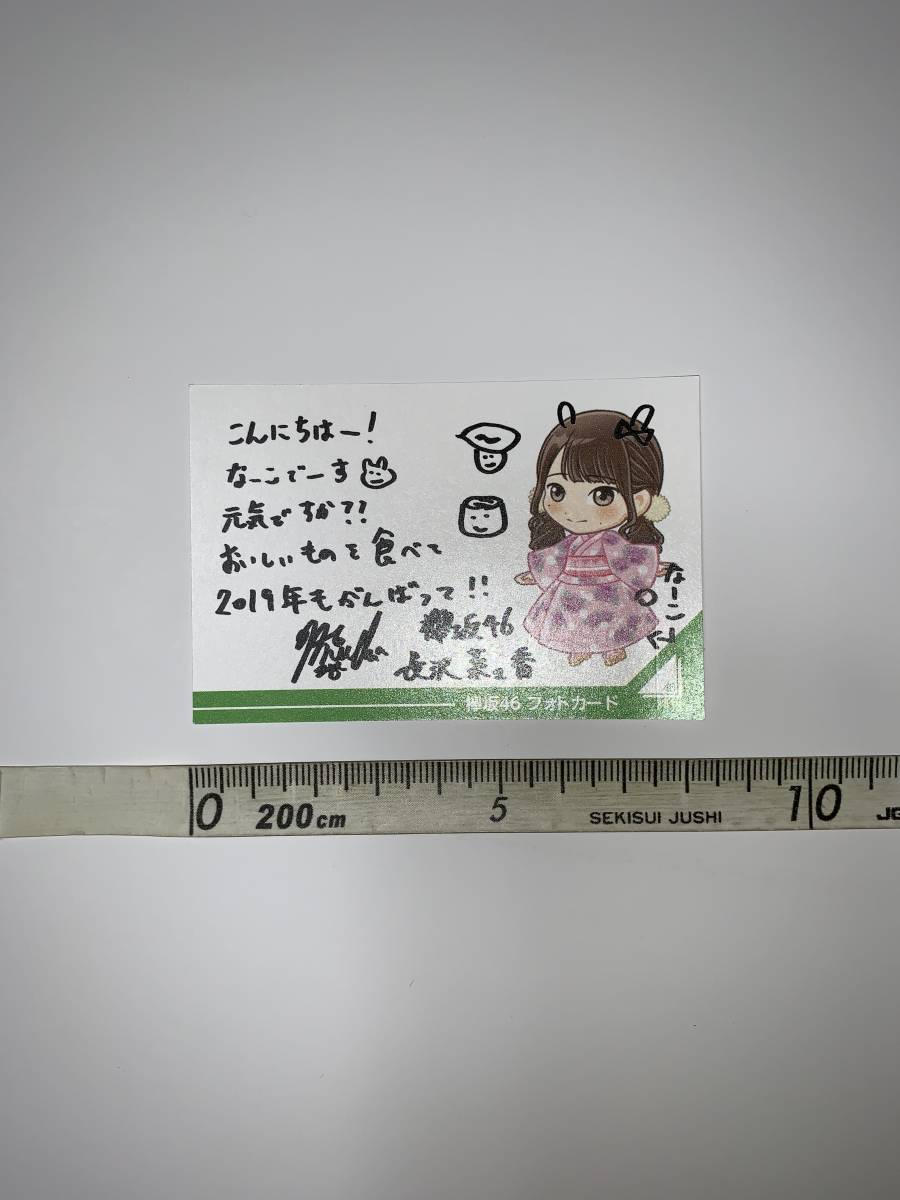 こんにちはー!
なーこでーす
元気ですか??
おいしいものを食べて
2019年もがんばって!!
欅坂46
長沢菜々香
なーこ
欅坂46 フォトカード
0 200cm 5 SEKISUI JUSHI 10 JG